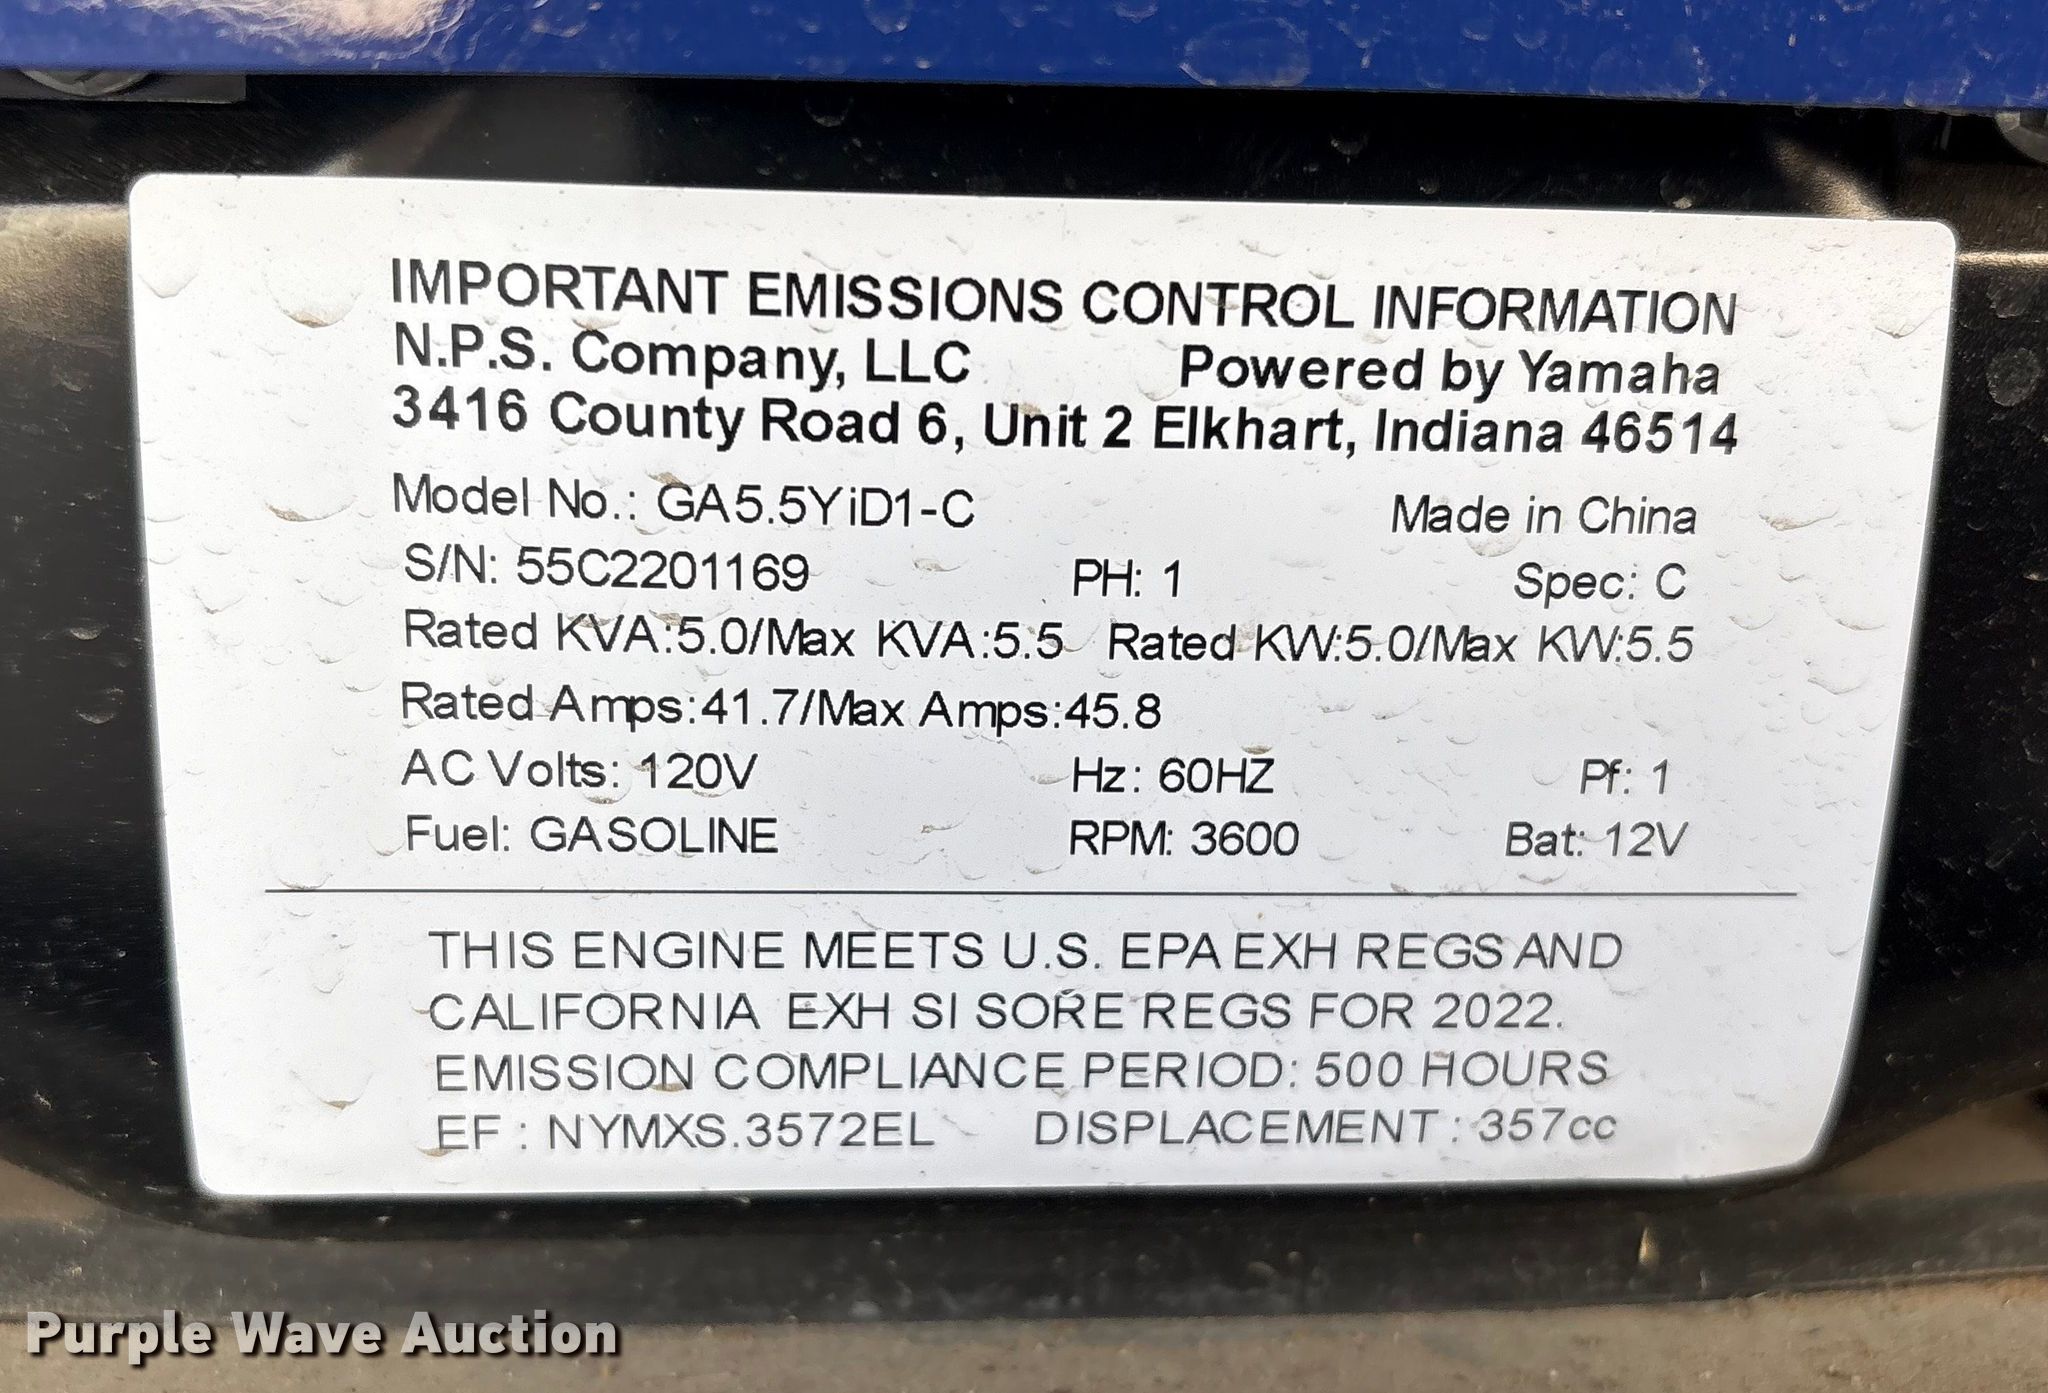 IMPORTANT EMISSIONS CONTROL INFORMATION
N.P.S. Company, LLC Powered by Yamaha
3416 County Road 6, Unit 2 Elkhart, Indiana 46514
Model No.: GA5.5YiD1-C Made in China
S/N: 55C2201169 PH: 1 Spec: C
Rated KVA:5.0/Max KVA:5.5 Rated KW:5.0/Max KW:5.5
Rated Amps:41.7/Max Amps:45.8
AC Volts: 120V Hz: 60HZ Pf: 1
Fuel: GASOLINE RPM: 3600 Bat: 12V
THIS ENGINE MEETS U.S. EPA EXH REGS AND
CALIFORNIA EXH SI SORE REGS FOR 2022.
EMISSION COMPLIANCE PERIOD: 500 HOURS
EF : NYMXS.3572EL DISPLACEMENT : 357cc
Purple Wave Auction